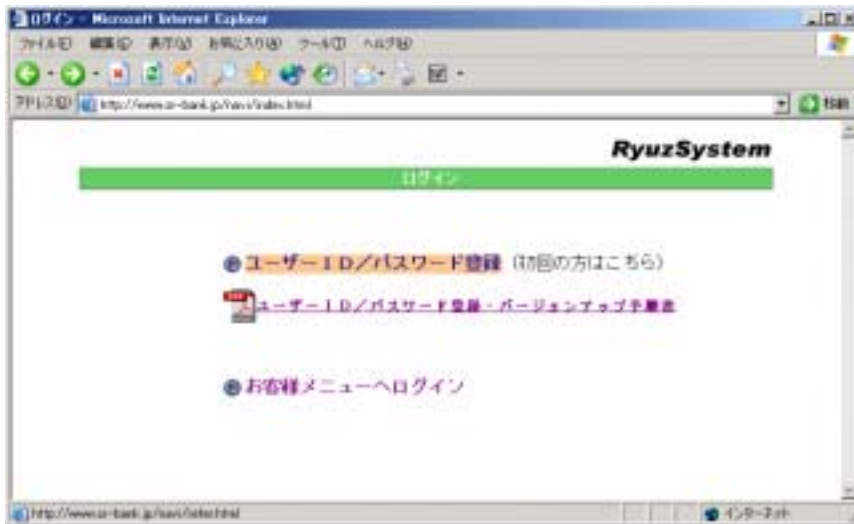 ログイン - Microsoft Internet Explorer
ファイル(F) 編集(E) 表示(V) お気に入り(A) ツール(T) ヘルプ(H)
アドレス(D) 移動
RyuzSystem
ログイン
ユーザーID／パスワード登録 (初回の方はこちら)
ユーザーID／パスワード登録・バージョンアップ手順書
お客様メニューへログイン
インターネット